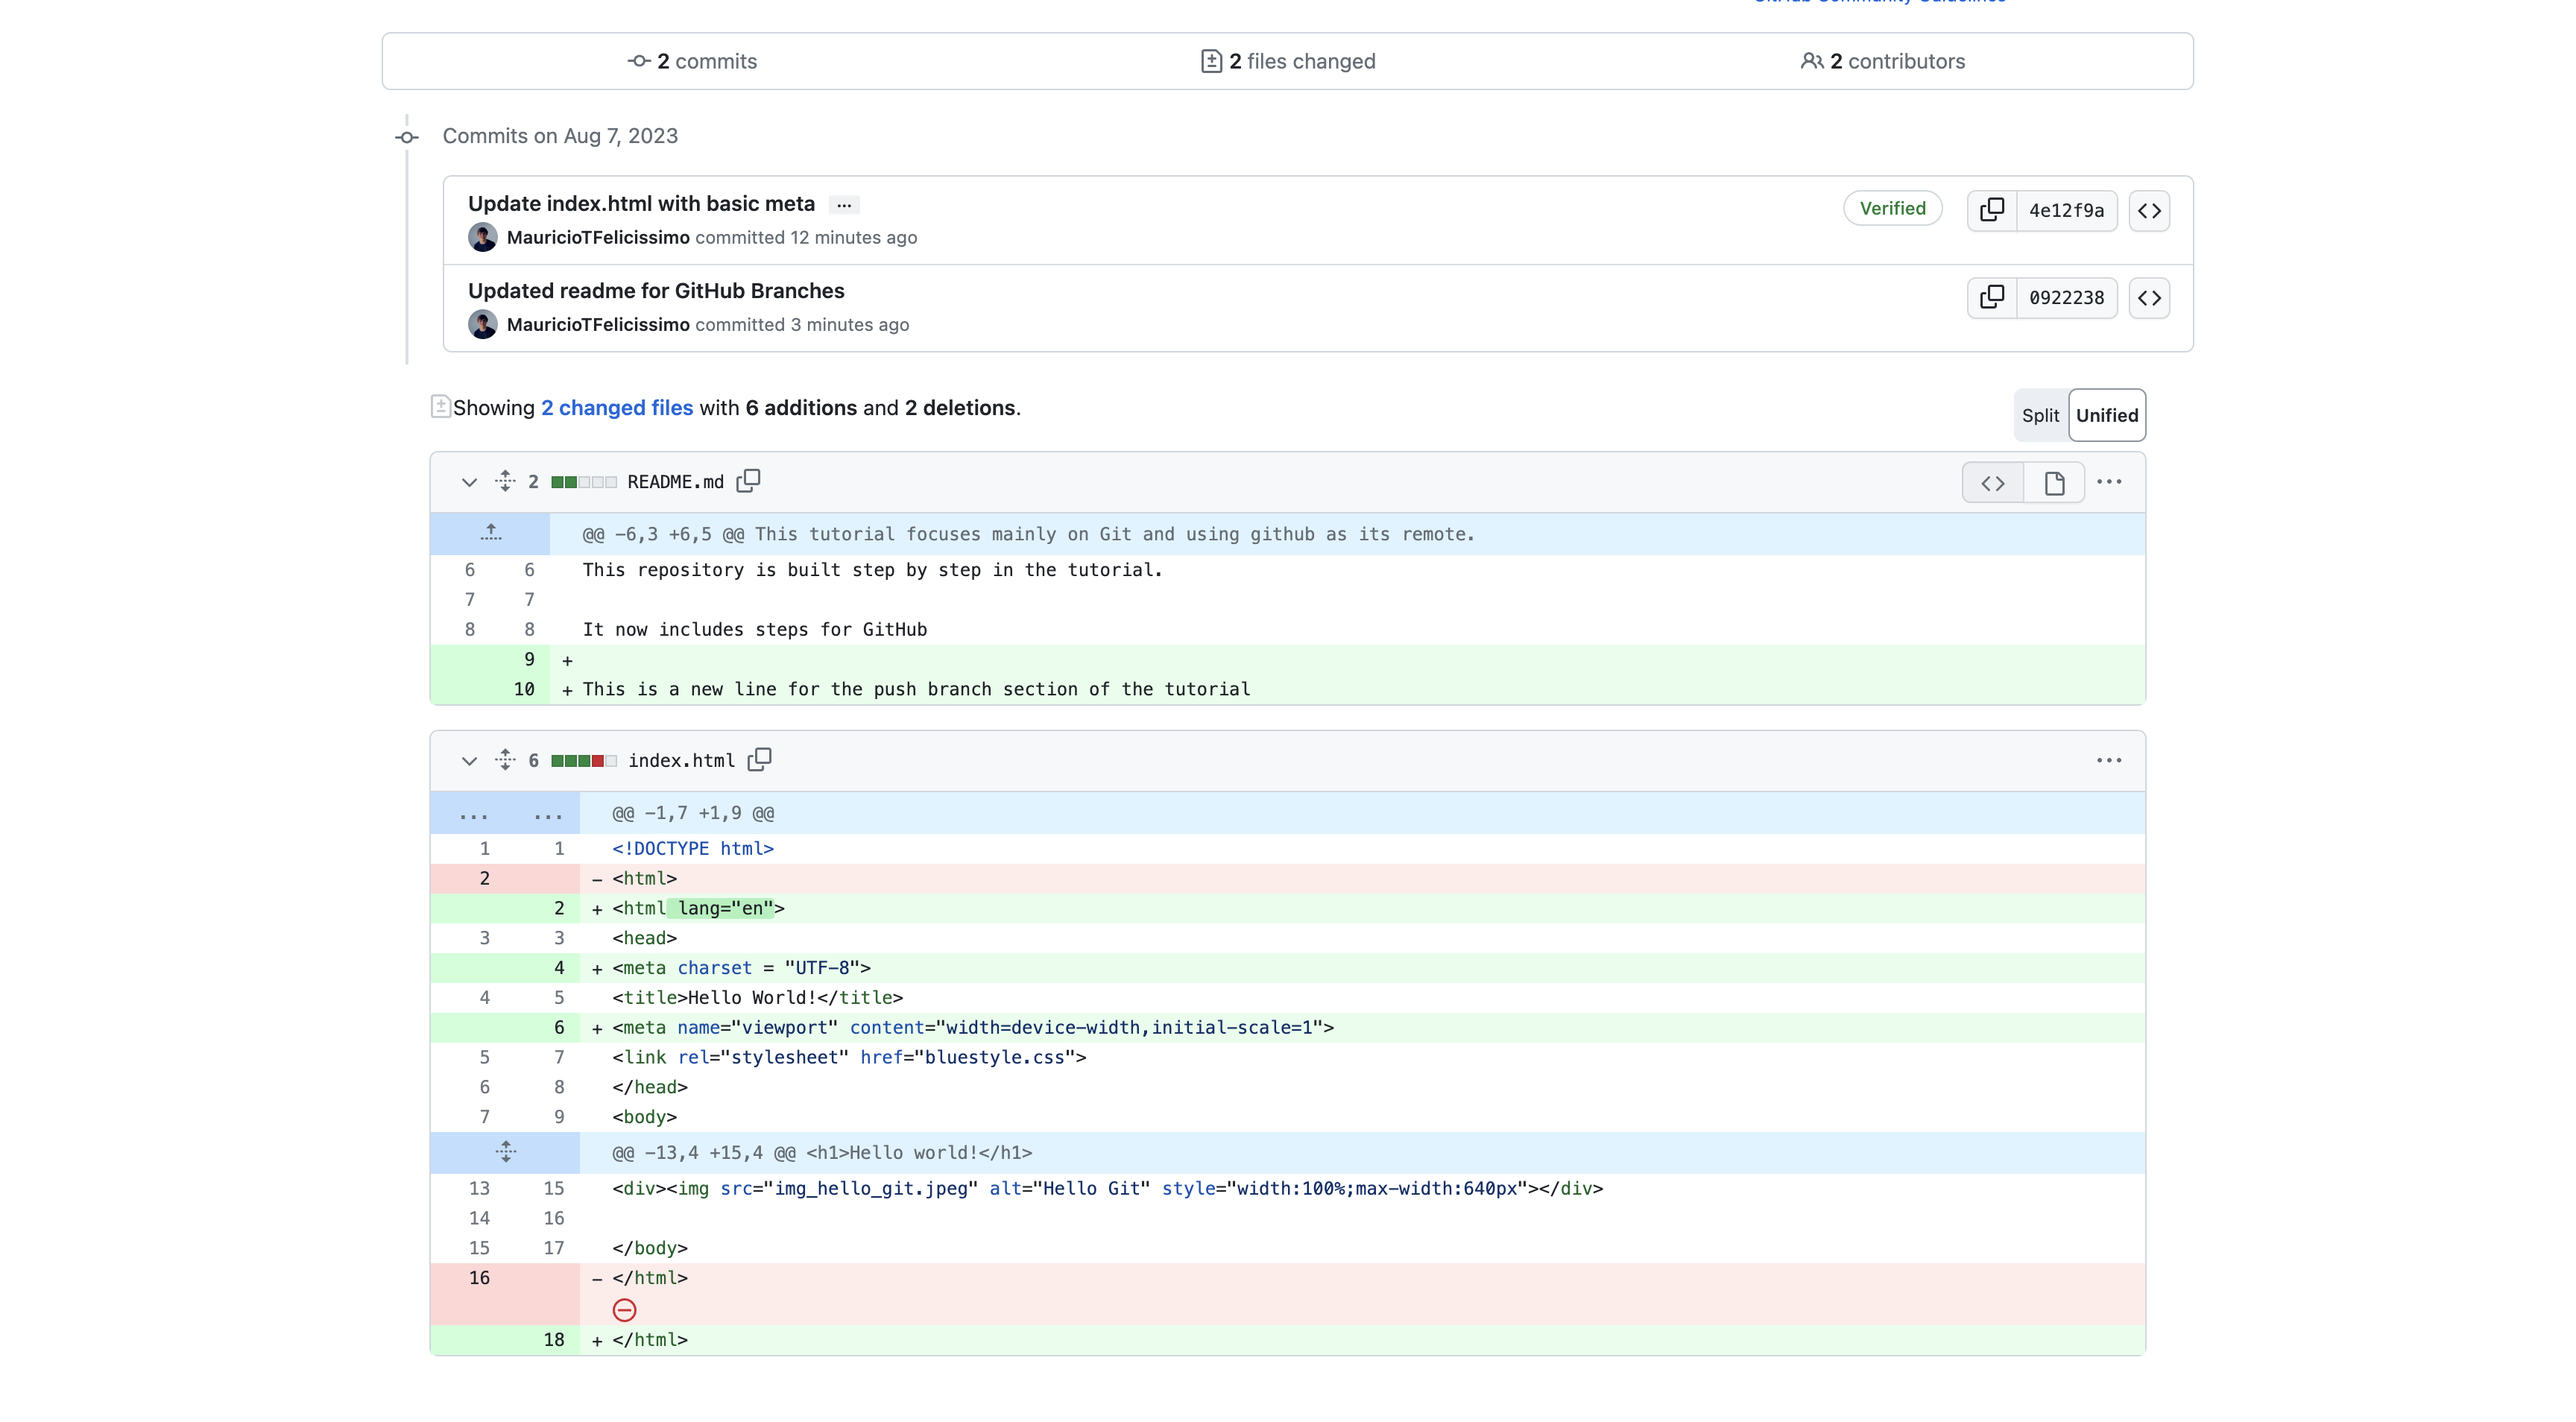 GitHub Community Guidelines
2 commits
2 files changed
2 contributors
Commits on Aug 7, 2023
Update index.html with basic meta ...
Verified
4e12f9a
MauricioTFelicissimo committed 12 minutes ago
Updated readme for GitHub Branches
0922238
MauricioTFelicissimo committed 3 minutes ago
Showing 2 changed files with 6 additions and 2 deletions.
Split Unified
2 README.md
@@ -6,3 +6,5 @@ This tutorial focuses mainly on Git and using github as its remote.
6 6 This repository is built step by step in the tutorial.
7 7
8 8 It now includes steps for GitHub
9 +
10 + This is a new line for the push branch section of the tutorial
6 index.html
... ... @@ -1,7 +1,9 @@
1 1 <!DOCTYPE html>
2 - <html>
2 + <html lang="en">
3 3 <head>
4 + <meta charset = "UTF-8">
4 5 <title>Hello World!</title>
6 + <meta name="viewport" content="width=device-width,initial-scale=1">
5 7 <link rel="stylesheet" href="bluestyle.css">
6 8 </head>
7 9 <body>
@@ -13,4 +15,4 @@ <h1>Hello world!</h1>
13 15 <div><img src="img_hello_git.jpeg" alt="Hello Git" style="width:100%;max-width:640px"></div>
14 16
15 17 </body>
16 - </html>
18 + </html>